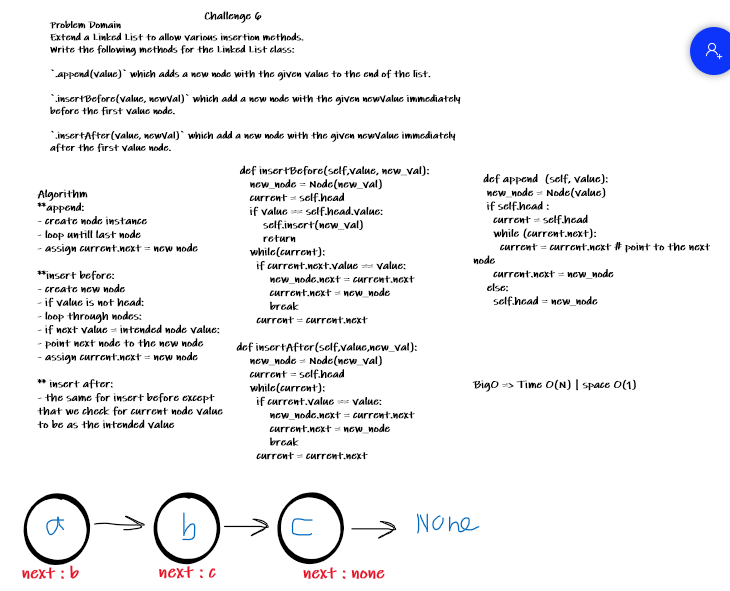 Challenge 6
Problem Domain
Extend a Linked List to allow various insertion methods.
Write the following methods for the Linked List class:
`.append(value)` which adds a new node with the given value to the end of the list.
`.insertBefore(value, newVal)` which add a new node with the given newValue immediately
before the first value node.
`.insertAfter(value, newVal)` which add a new node with the given newValue immediately
after the first value node.
Algorithm
**append:
- create node instance
- loop untill last node
- assign current.next = new node
**insert before:
- create new node
- if value is not head:
- loop through nodes:
- if next value = intended node value:
- point next node to the new node
- assign current.next = new node
** insert after:
- the same for insert before except
that we check for current node value
to be as the intended value
def insertBefore(self,value, new_val):
new_node = Node(new_val)
current = self.head
if value == self.head.value:
self.insert(new_val)
return
while(current):
if current.next.value == value:
new_node.next = current.next
current.next = new_node
break
current = current.next
def insertAfter(self,value,new_val):
new_node = Node(new_val)
current = self.head
while(current):
if current.value == value:
new_node.next = current.next
current.next = new_node
break
current = current.next
def append (self, value):
new_node = Node(value)
if self.head :
current = self.head
while (current.next):
current = current.next # point to the next
node
current.next = new_node
else:
self.head = new_node
BigO => Time O(N) | space O(1)
a b c None
next : b next : c next : none